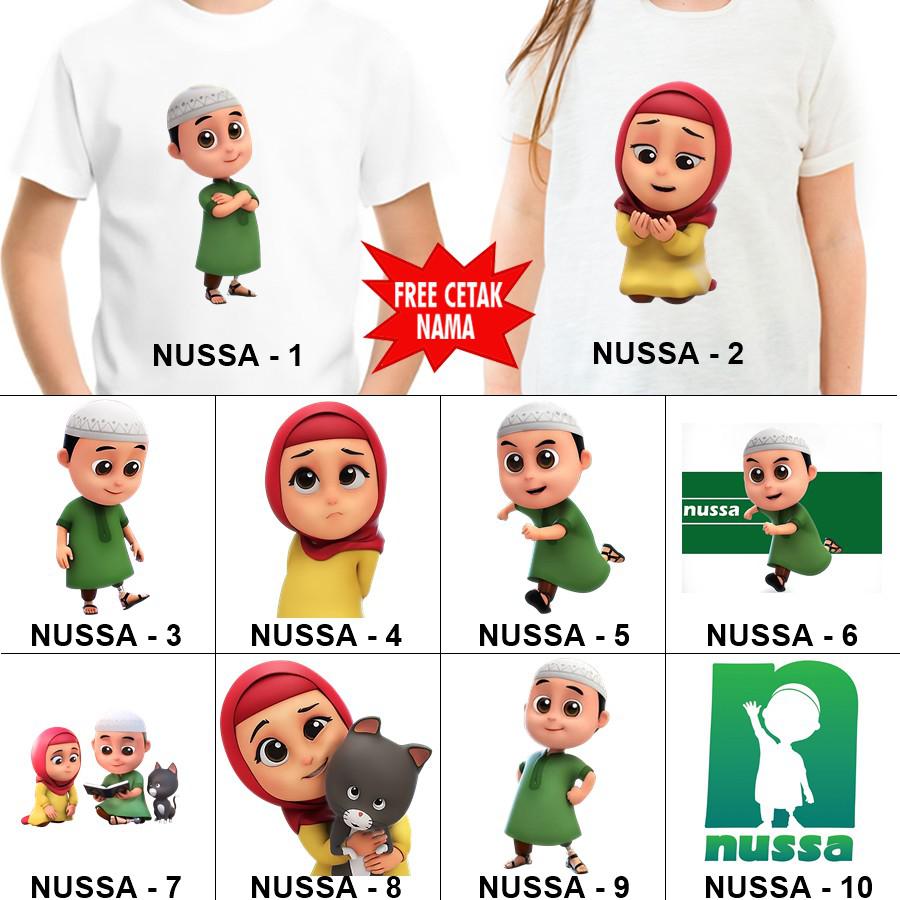 FREE CETAK
NAMA
NUSSA - 1
NUSSA - 2
NUSSA - 3
NUSSA - 4
NUSSA - 5
nussa
NUSSA - 6
NUSSA - 7
NUSSA - 8
NUSSA - 9
nussa
NUSSA - 10